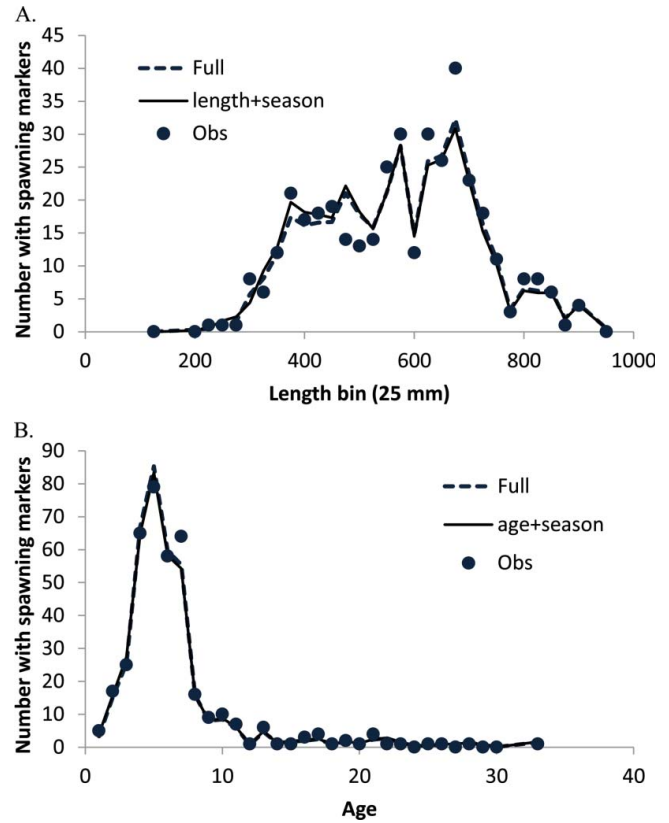 A.
Number with spawning markers
45
40
35
30
25
20
15
10
5
0
Full
length+season
Obs
0 200 400 600 800 1000
Length bin (25 mm)
B.
Number with spawning markers
90
80
70
60
50
40
30
20
10
0
Full
age+season
Obs
0 10 20 30 40
Age